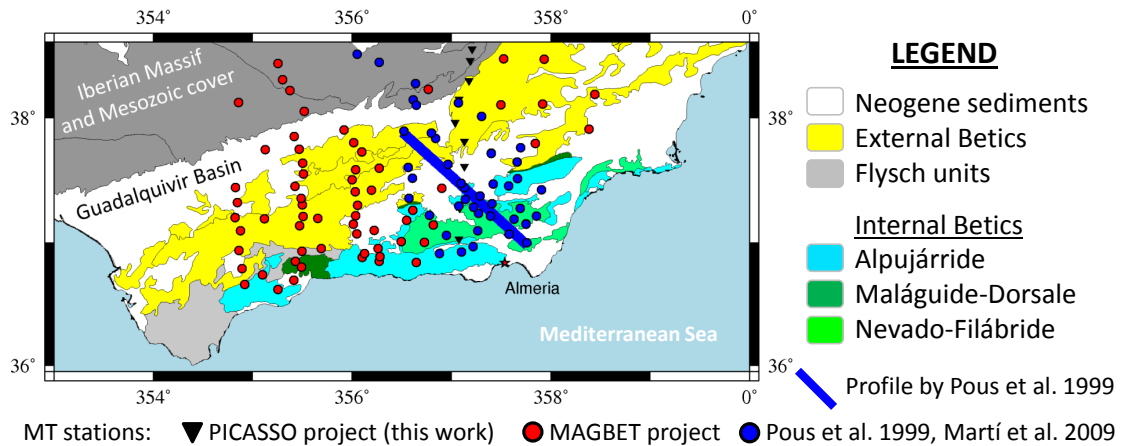 354°
356°
358°
0°
LEGEND
Iberian Massif
and Mesozoic cover
Neogene sediments
38°
38°
External Betics
Flysch units
Guadalquivir Basin
Internal Betics
Alpujárride
Almeria
Maláguide-Dorsale
Mediterranean Sea
Nevado-Filábride
36°
36°
Profile by Pous et al. 1999
354°
356°
358°
0°
MT stations: PICASSO project (this work) MAGBET project Pous et al. 1999, Martí et al. 2009